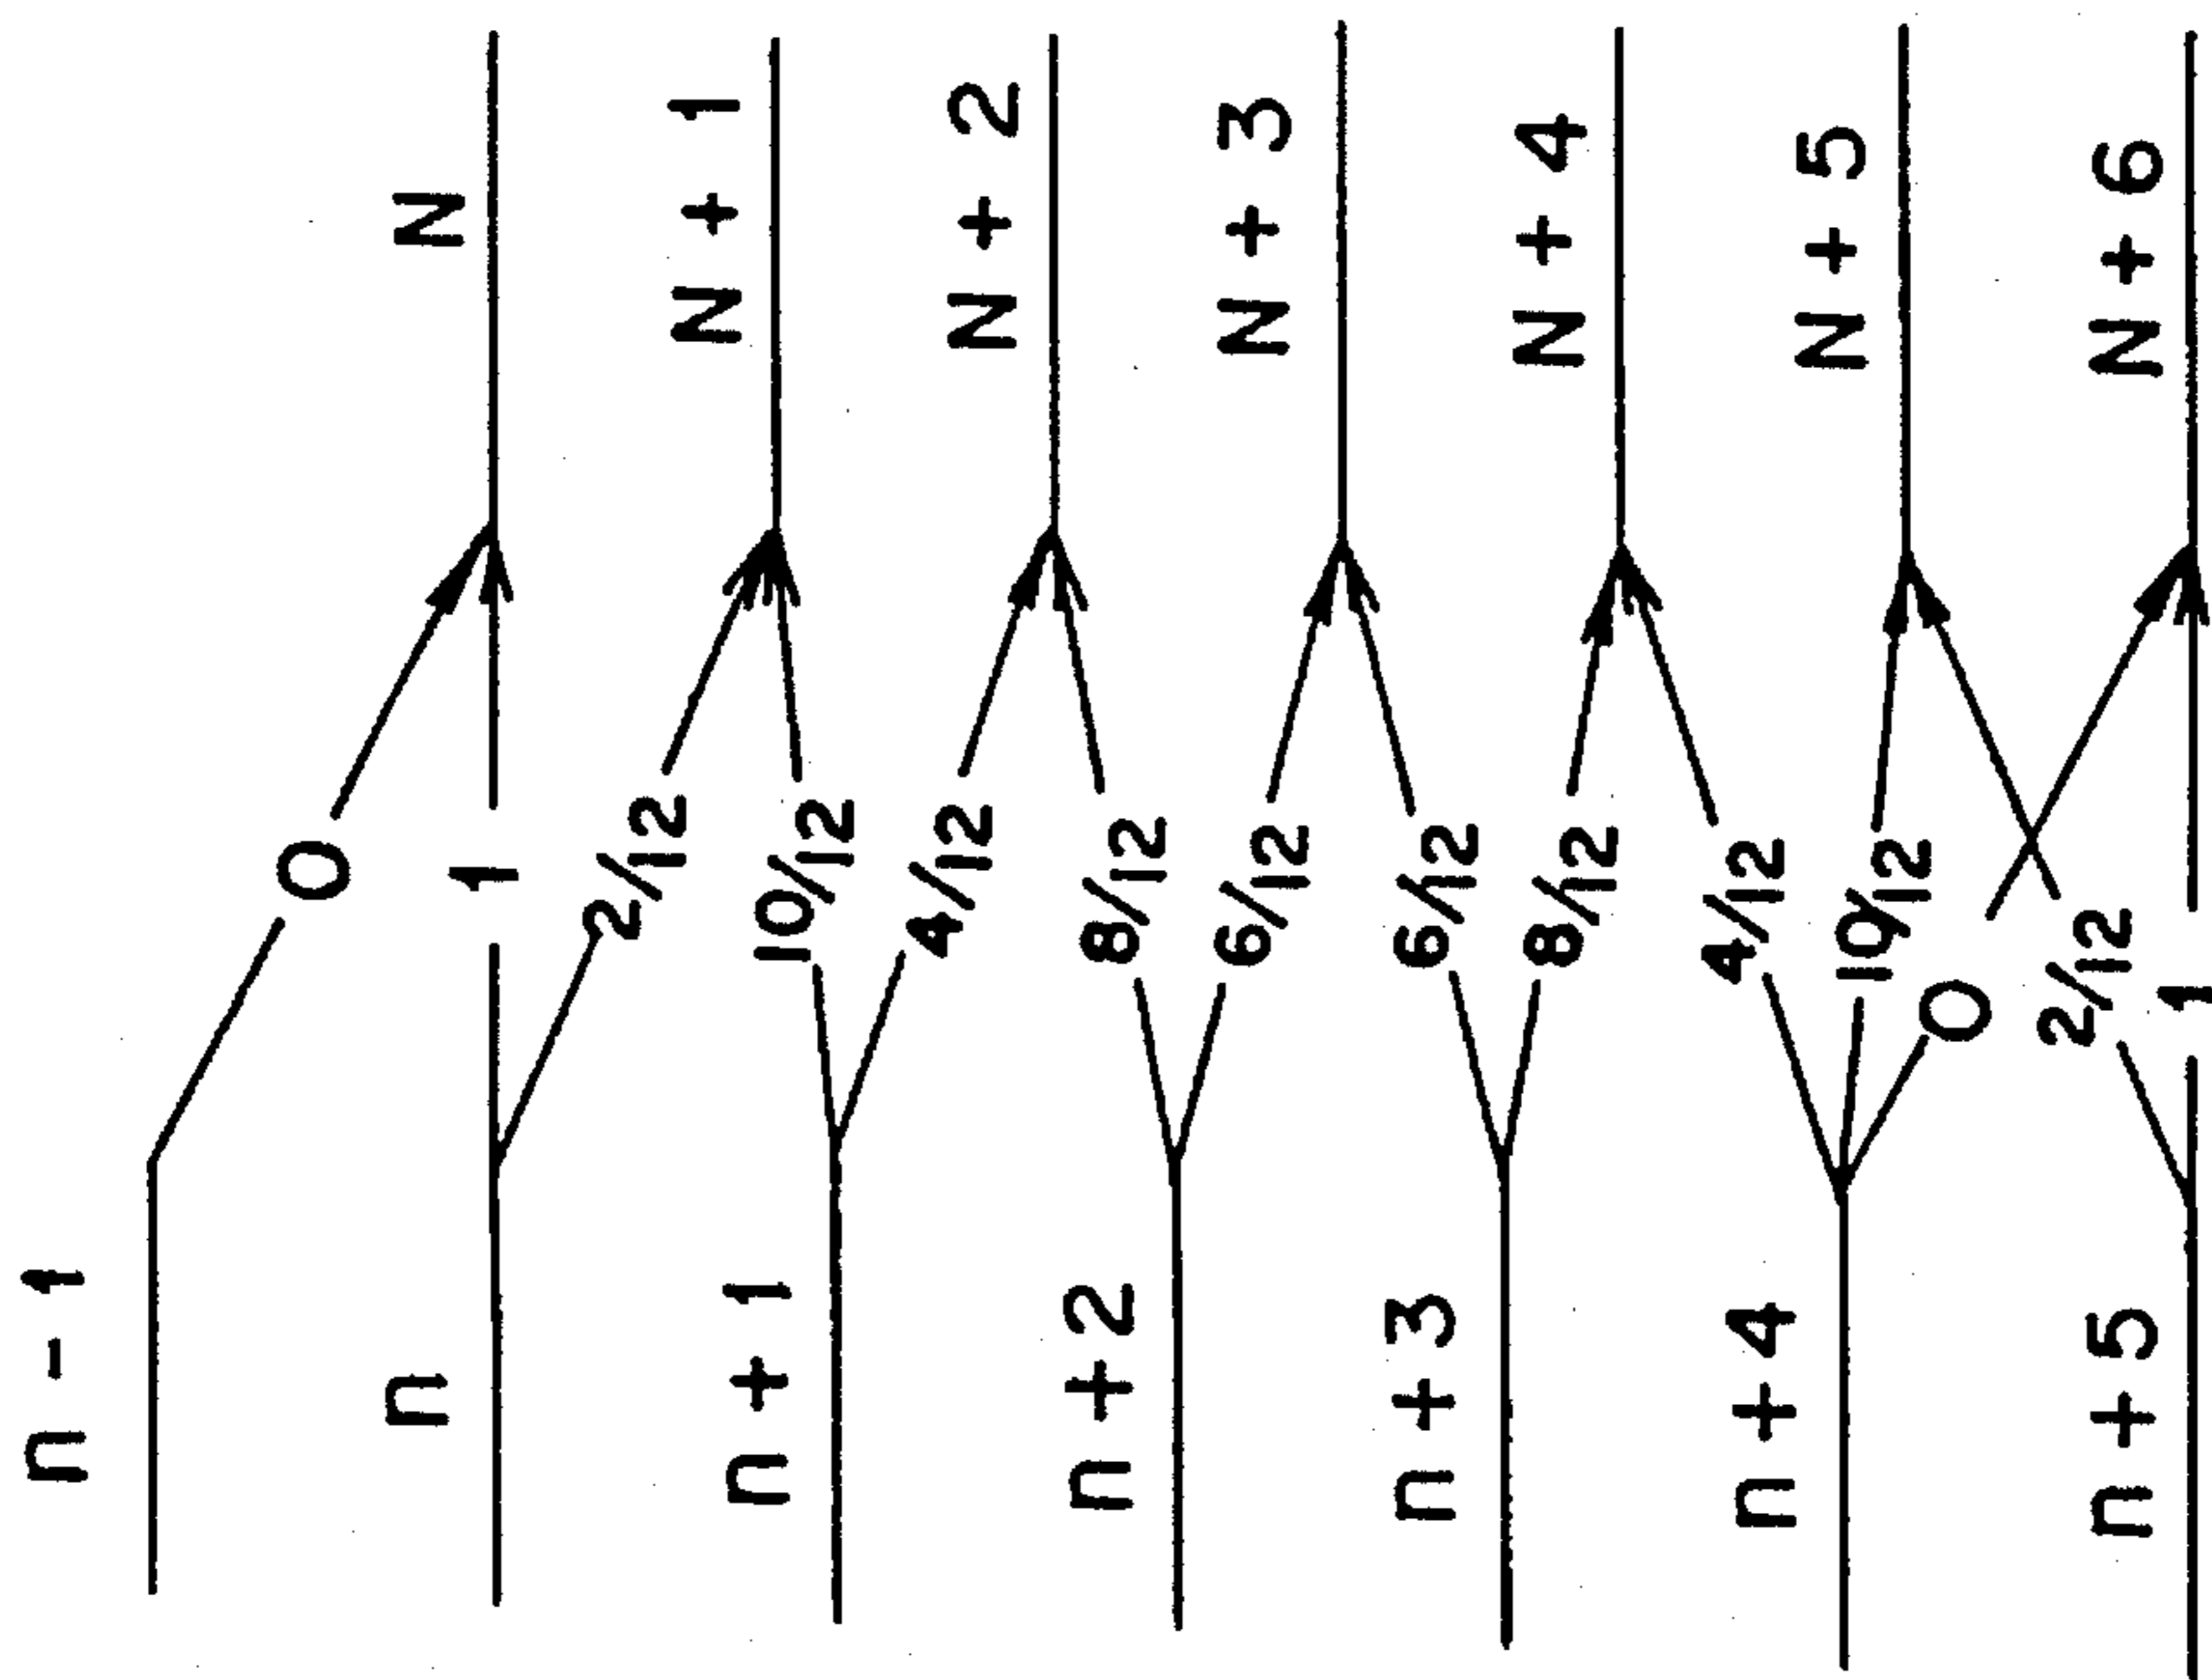 n - 1
0
n
N
1
2/12
N + 1
n + 1
10/12
4/12
N + 2
n + 2
8/12
N + 3
6/12
n + 3
6/12
N + 4
8/12
4/12
n + 4
N + 5
10/12
0
2/12
n + 5
N + 6
1